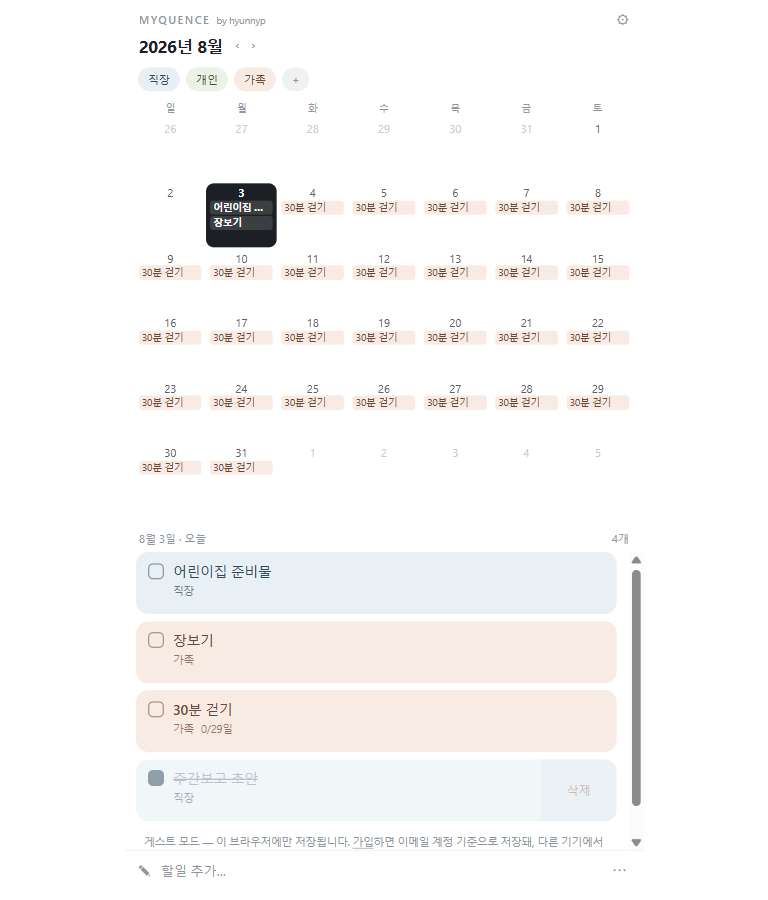 MYQUENCE by hyunnyp
2026년 8월 ‹ ›
직장 개인 가족 +
일 월 화 수 목 금 토
26 27 28 29 30 31 1
2 3 4 5 6 7 8
어린이집 ... 30분 걷기 30분 걷기 30분 걷기 30분 걷기 30분 걷기
장보기
9 10 11 12 13 14 15
30분 걷기 30분 걷기 30분 걷기 30분 걷기 30분 걷기 30분 걷기 30분 걷기
16 17 18 19 20 21 22
30분 걷기 30분 걷기 30분 걷기 30분 걷기 30분 걷기 30분 걷기 30분 걷기
23 24 25 26 27 28 29
30분 걷기 30분 걷기 30분 걷기 30분 걷기 30분 걷기 30분 걷기 30분 걷기
30 31 1 2 3 4 5
30분 걷기 30분 걷기
8월 3일 · 오늘 4개
어린이집 준비물
직장
장보기
가족
30분 걷기
가족 0/29일
주간보고 초안
직장
삭제
게스트 모드 — 이 브라우저에만 저장됩니다. 가입하면 이메일 계정 기준으로 저장돼, 다른 기기에서
할일 추가... ...